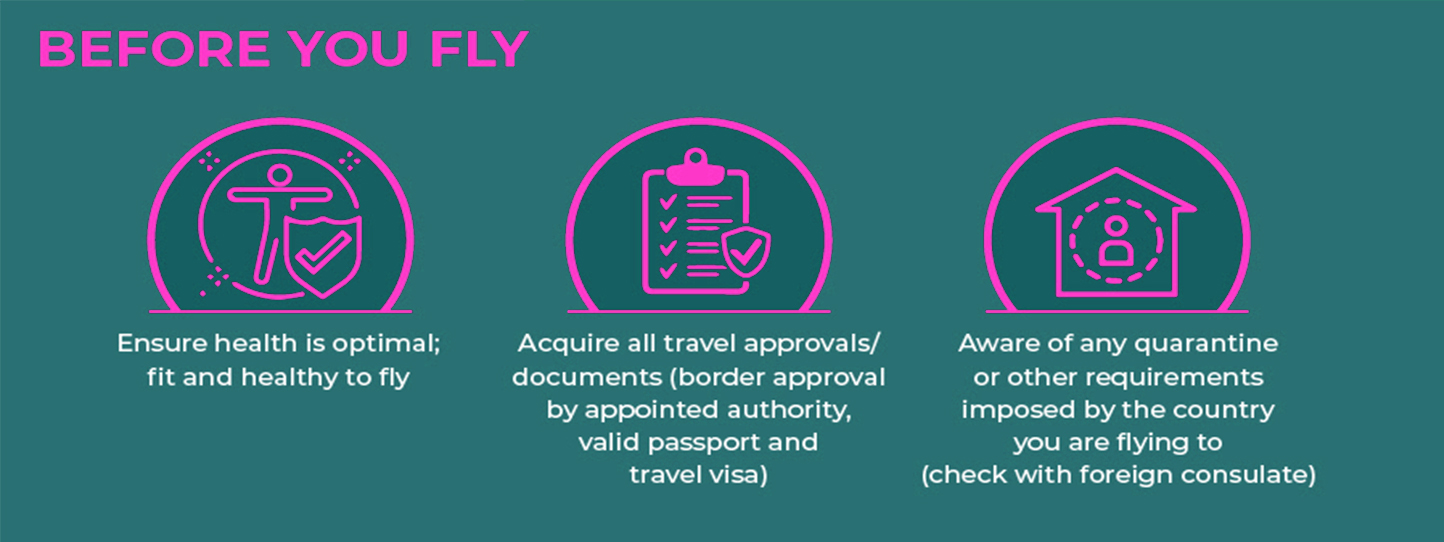 BEFORE YOU FLY
Ensure health is optimal;
fit and healthy to fly
Acquire all travel approvals/
documents (border approval
by appointed authority,
valid passport and
travel visa)
Aware of any quarantine
or other requirements
imposed by the country
you are flying to
(check with foreign consulate)